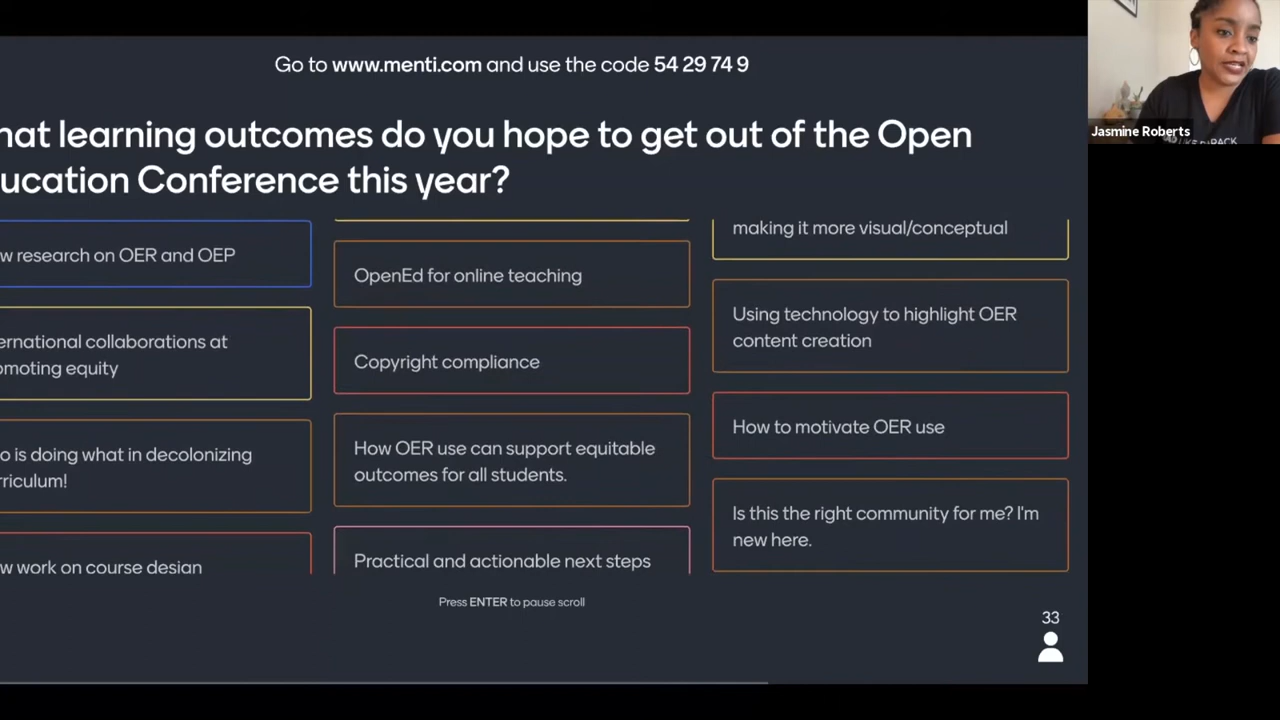 Go to www.menti.com and use the code 54 29 74 9
hat learning outcomes do you hope to get out of the Open
ucation Conference this year?
w research on OER and OEP
ernational collaborations at
omoting equity
o is doing what in decolonizing
rriculum!
w work on course design
OpenEd for online teaching
Copyright compliance
How OER use can support equitable
outcomes for all students.
Practical and actionable next steps
making it more visual/conceptual
Using technology to highlight OER
content creation
How to motivate OER use
Is this the right community for me? I'm
new here.
Press ENTER to pause scroll
33
Jasmine Roberts